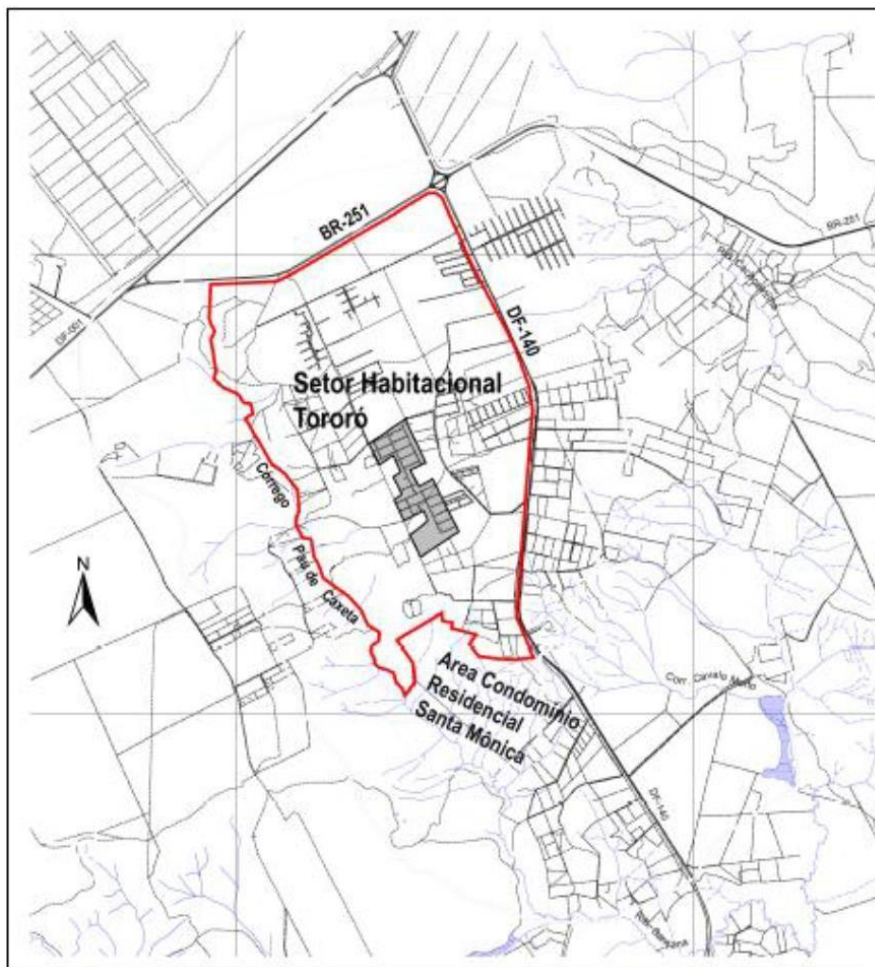 BR-251
BR-251
DF-001
DF-140
Setor Habitacional
Tororó
Córrego
Pau de
Caxeta
N
Area Condomínio
Residencial
Santa Mônica
DF-140